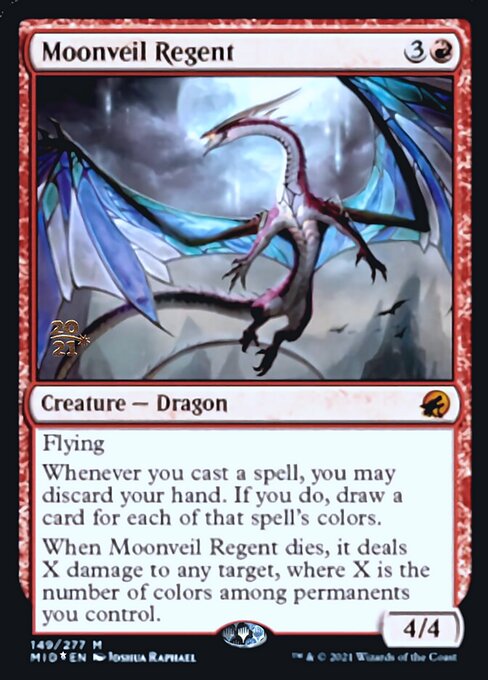 Moonveil Regent 3
20
21
Creature — Dragon
Flying
Whenever you cast a spell, you may
discard your hand. If you do, draw a
card for each of that spell's colors.
When Moonveil Regent dies, it deals
X damage to any target, where X is the
number of colors among permanents
you control.
4/4
149/277 M
MID★EN Joshua Raphael ™ & © 2021 Wizards of the Coast